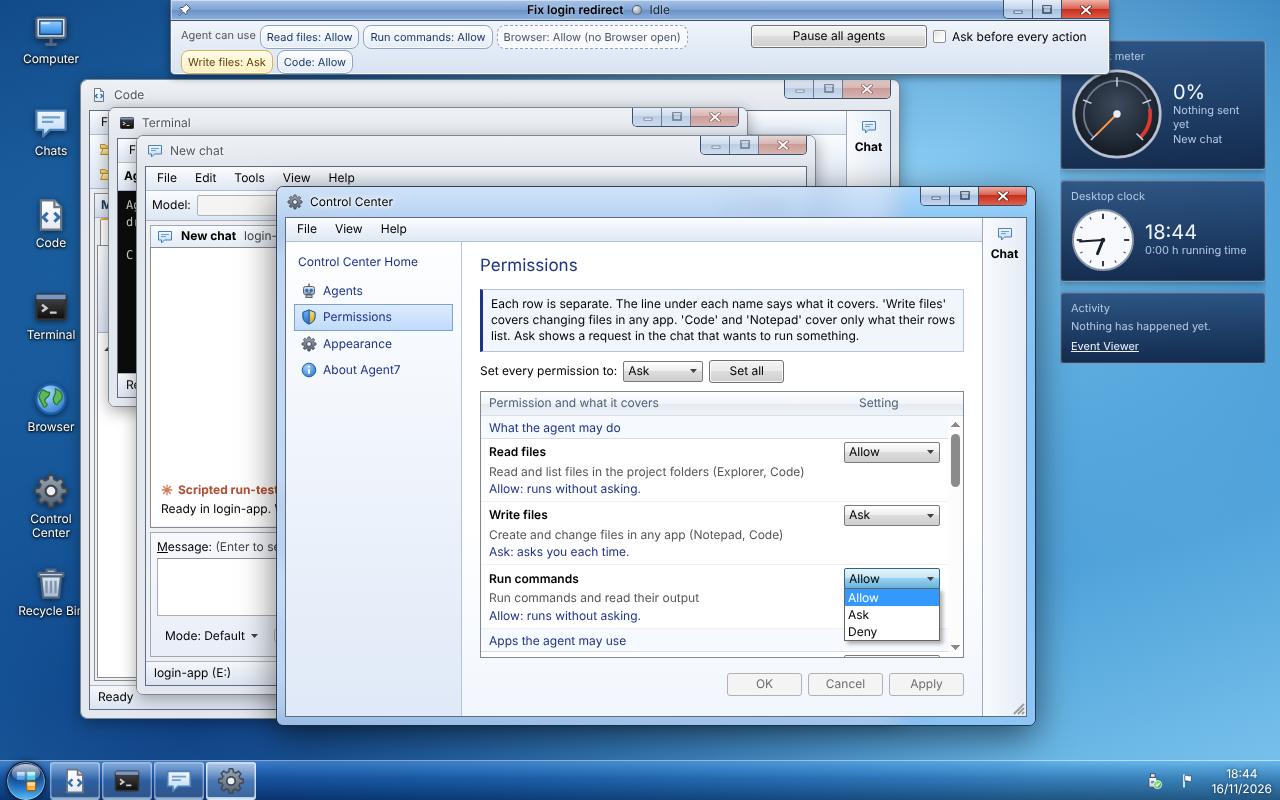 Computer
Chats
Code
Terminal
Browser
Control
Center
Recycle Bin
Fix login redirect
Idle
Agent can use
Read files: Allow
Run commands: Allow
Browser: Allow (no Browser open)
Write files: Ask
Code: Allow
Pause all agents
Ask before every action
meter
0%
Nothing sent
yet
New chat
Desktop clock
18:44
0:00 h running time
Activity
Nothing has happened yet.
Event Viewer
Code
Chat
Ready
Terminal
New chat
File Edit Tools View Help
Model:
New chat login-
Scripted run-test
Ready in login-app.
Message: (Enter to se
Mode: Default
login-app (E:)
Control Center
File View Help
Chat
Control Center Home
Agents
Permissions
Appearance
About Agent7
Permissions
Each row is separate. The line under each name says what it covers. 'Write files'
covers changing files in any app. 'Code' and 'Notepad' cover only what their rows
list. Ask shows a request in the chat that wants to run something.
Set every permission to: Ask Set all
Permission and what it covers Setting
What the agent may do
Read files Allow
Read and list files in the project folders (Explorer, Code)
Allow: runs without asking.
Write files Ask
Create and change files in any app (Notepad, Code)
Ask: asks you each time.
Run commands Allow
Run commands and read their output
Allow: runs without asking.
Allow
Ask
Deny
Apps the agent may use
OK Cancel Apply
18:44
16/11/2026